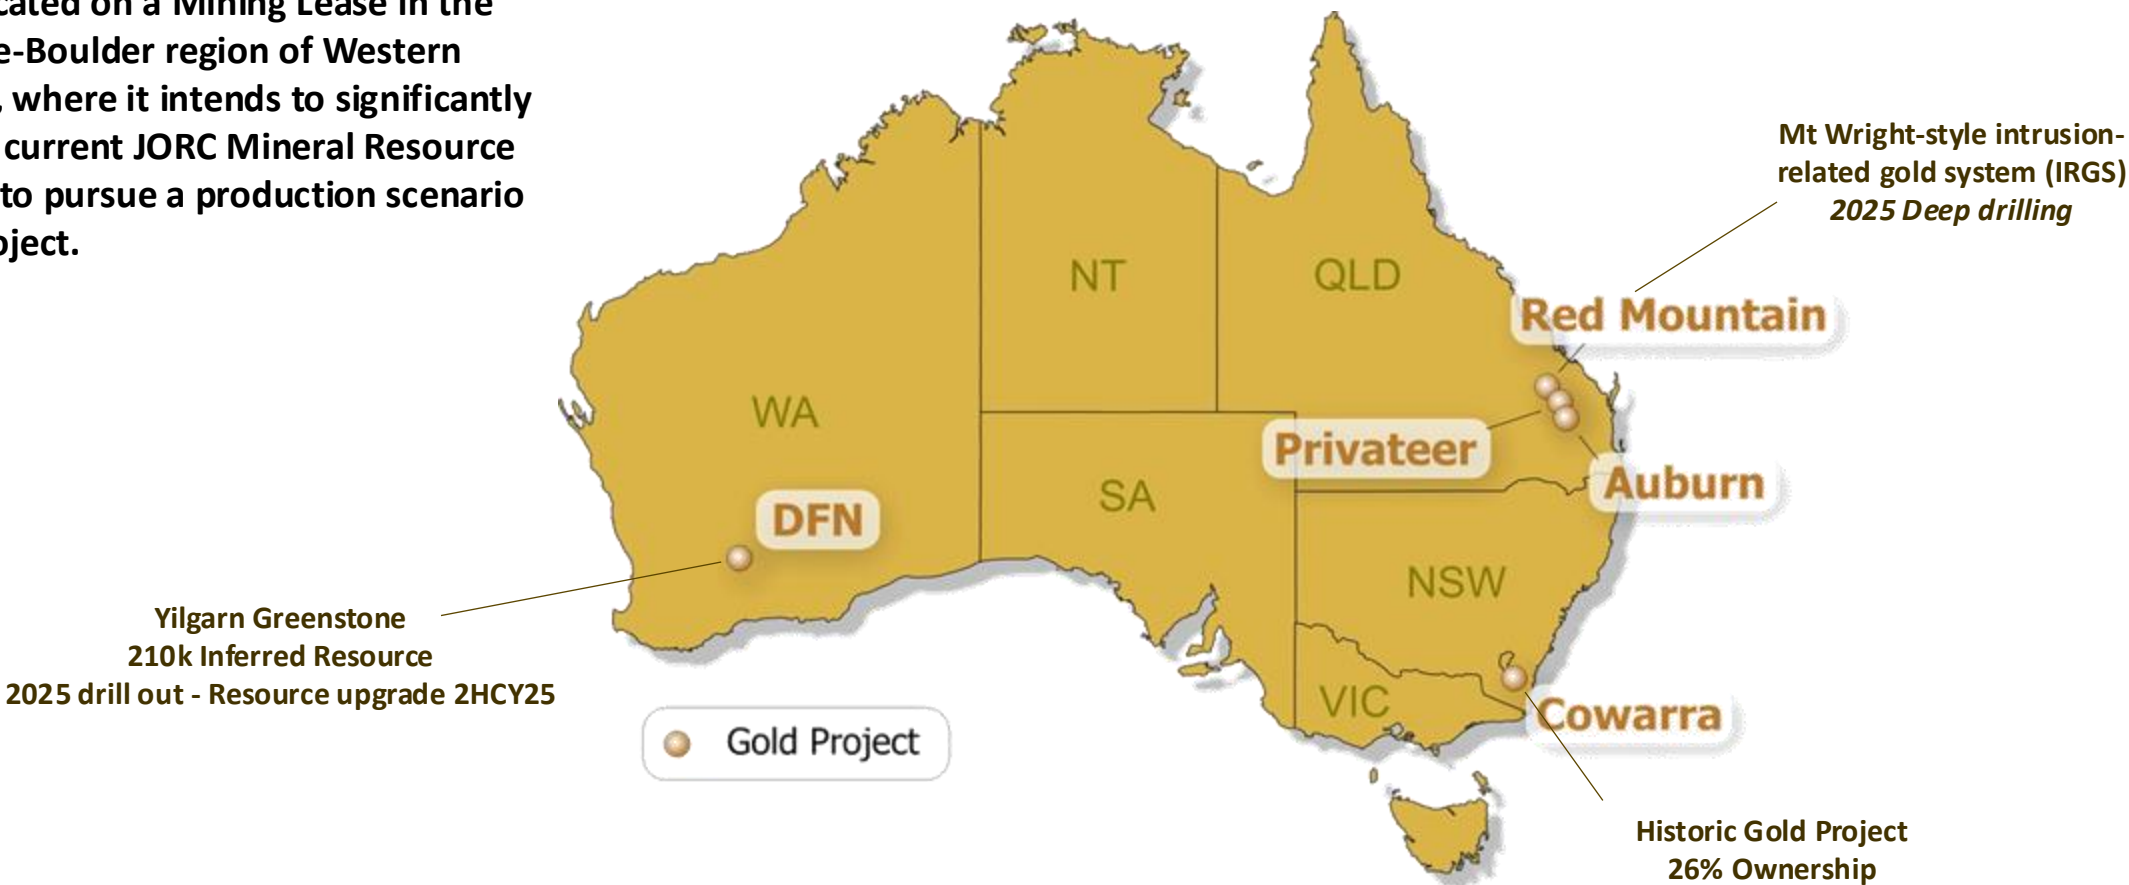 cated on a Mining Lease in the
e-Boulder region of Western
, where it intends to significantly
current JORC Mineral Resource
to pursue a production scenario
oject.
Mt Wright-style intrusion-
related gold system (IRGS)
2025 Deep drilling
NT
QLD
Red Mountain
WA
Privateer
Auburn
SA
DFN
NSW
Yilgarn Greenstone
210k Inferred Resource
2025 drill out - Resource upgrade 2HCY25
VIC
Cowarra
Gold Project
Historic Gold Project
26% Ownership